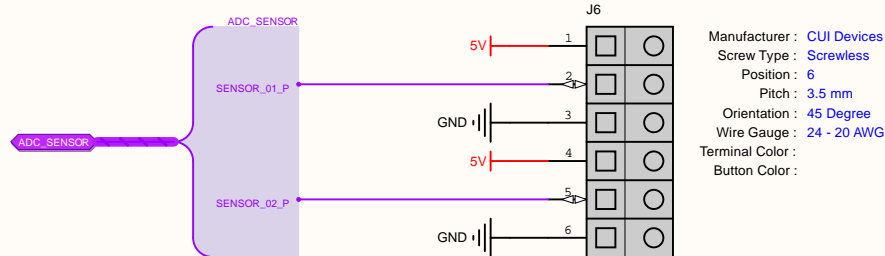 J6
ADC_SENSOR
5V 1
SENSOR_01_P 2
GND 3
ADC_SENSOR
5V 4
SENSOR_02_P 5
GND 6
Manufacturer : CUI Devices
Screw Type : Screwless
Position : 6
Pitch : 3.5 mm
Orientation : 45 Degree
Wire Gauge : 24 - 20 AWG
Terminal Color :
Button Color :